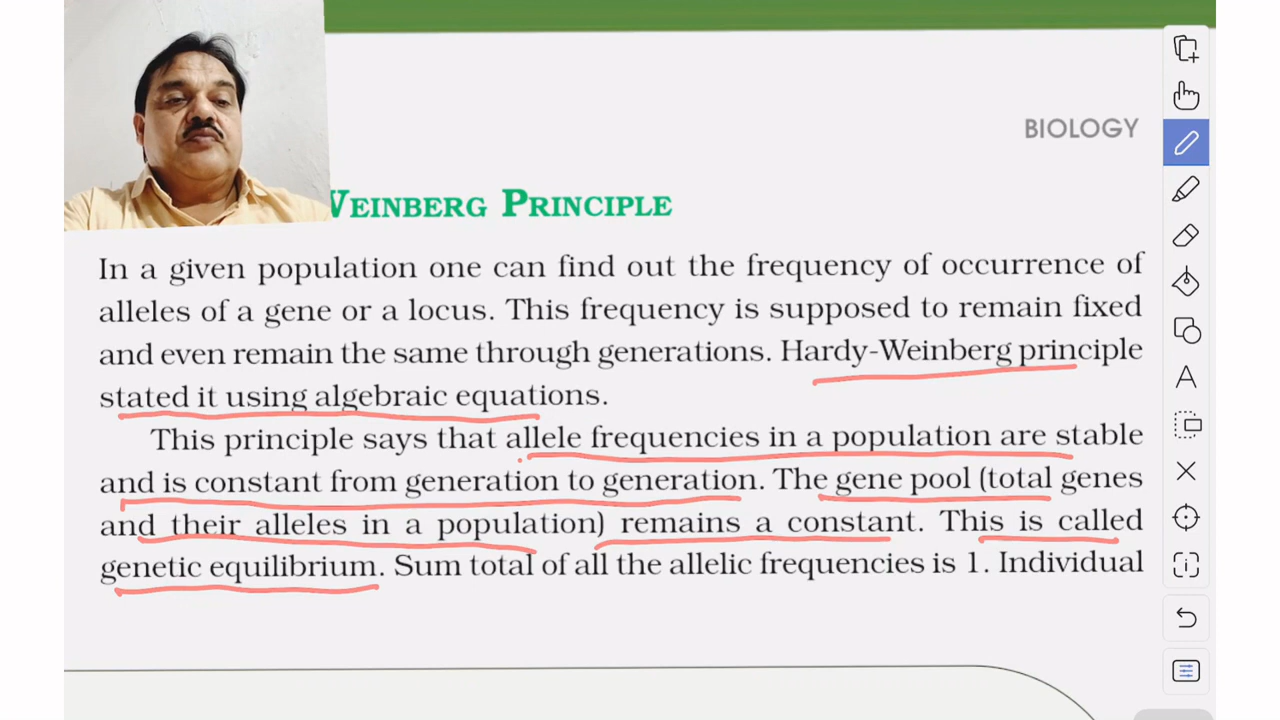 BIOLOGY
WEINBERG PRINCIPLE
In a given population one can find out the frequency of occurrence of
alleles of a gene or a locus. This frequency is supposed to remain fixed
and even remain the same through generations. Hardy-Weinberg principle
stated it using algebraic equations.
This principle says that allele frequencies in a population are stable
and is constant from generation to generation. The gene pool (total genes
and their alleles in a population) remains a constant. This is called
genetic equilibrium. Sum total of all the allelic frequencies is 1. Individual